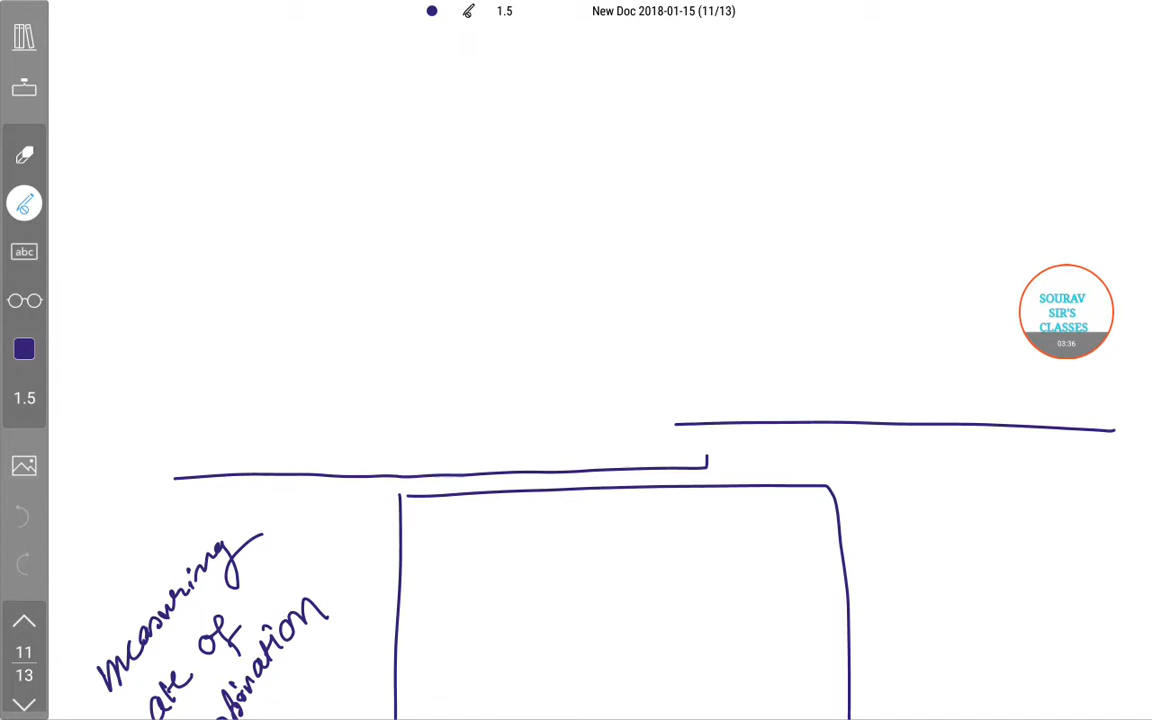 1.5
New Doc 2018-01-15 (11/13)
abc
SOURAV
SIR'S
CLASSES
03:36
1.5
11
13
measuring
of